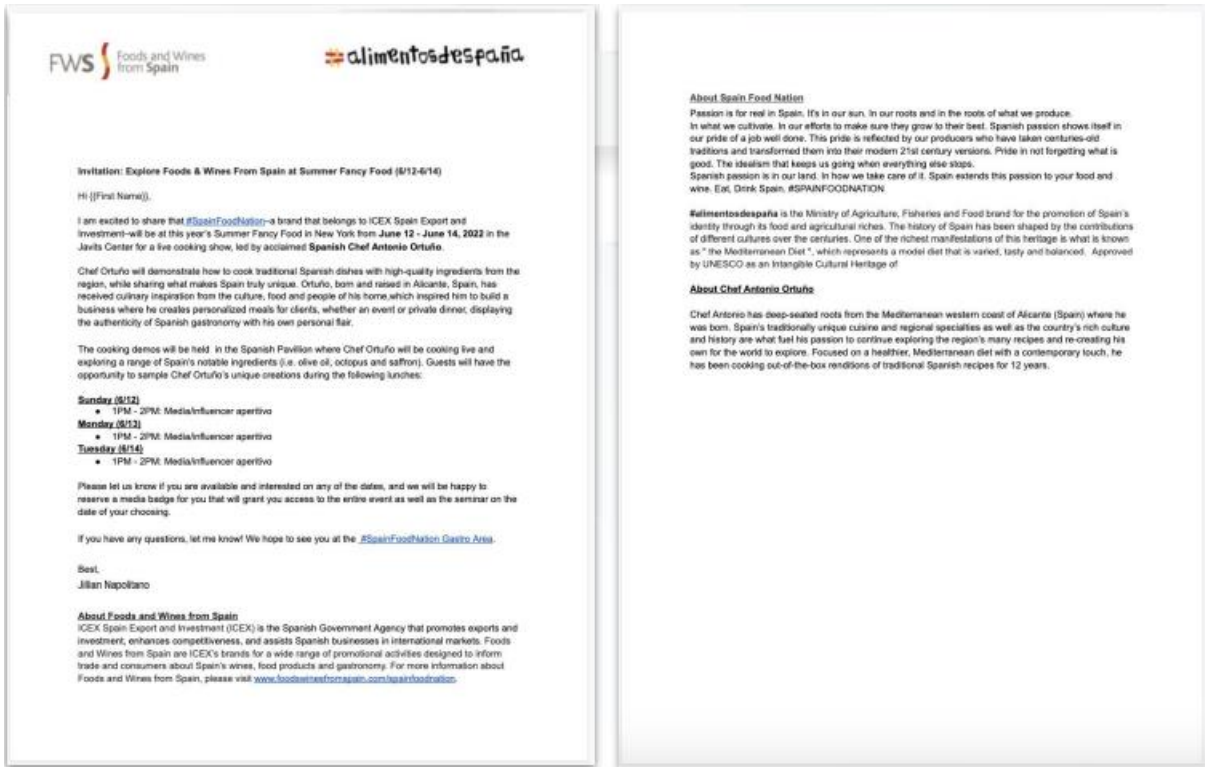 FWS Foods and Wines
from Spain
#alimentosdespaña
Invitation: Explore Foods & Wines From Spain at Summer Fancy Food (6/12-6/14)
Hi {{First Name}},
I am excited to share that #SpainFoodNation–a brand that belongs to ICEX Spain Export and
Investment–will be at this year's Summer Fancy Food in New York from June 12 - June 14, 2022 in the
Javits Center for a live cooking show, led by acclaimed Spanish Chef Antonio Ortuño.
Chef Ortuño will demonstrate how to cook traditional Spanish dishes with high-quality ingredients from the
region, while sharing what makes Spain truly unique. Ortuño, born and raised in Alicante, Spain, has
received culinary inspiration from the culture, food and people of his home,which inspired him to build a
business where he creates personalized meals for clients, whether an event or private dinner, displaying
the authenticity of Spanish gastronomy with his own personal flair.
The cooking demos will be held in the Spanish Pavillion where Chef Ortuño will be cooking live and
exploring a range of Spain's notable ingredients (i.e. olive oil, octopus and saffron). Guests will have the
opportunity to sample Chef Ortuño's unique creations during the following lunches:
Sunday (6/12)
● 1PM - 2PM: Media/influencer aperitivo
Monday (6/13)
● 1PM - 2PM: Media/influencer aperitivo
Tuesday (6/14)
● 1PM - 2PM: Media/influencer aperitivo
Please let us know if you are available and interested on any of the dates, and we will be happy to
reserve a media badge for you that will grant you access to the entire event as well as the seminar on the
date of your choosing.
If you have any questions, let me know! We hope to see you at the #SpainFoodNation Gastro Area.
Best,
Jillian Napolitano
About Foods and Wines from Spain
ICEX Spain Export and Investment (ICEX) is the Spanish Government Agency that promotes exports and
investment, enhances competitiveness, and assists Spanish businesses in international markets. Foods
and Wines from Spain are ICEX's brands for a wide range of promotional activities designed to inform
trade and consumers about Spain's wines, food products and gastronomy. For more information about
Foods and Wines from Spain, please visit www.foodswinesfromspain.com/spainfoodnation.
About Spain Food Nation
Passion is for real in Spain. It's in our sun. In our roots and in the roots of what we produce.
In what we cultivate. In our efforts to make sure they grow to their best. Spanish passion shows itself in
our pride of a job well done. This pride is reflected by our producers who have taken centuries-old
traditions and transformed them into their modern 21st century versions. Pride in not forgetting what is
good. The idealism that keeps us going when everything else stops.
Spanish passion is in our land. In how we take care of it. Spain extends this passion to your food and
wine. Eat, Drink Spain, #SPAINFOODNATION
#alimentosdespaña is the Ministry of Agriculture, Fisheries and Food brand for the promotion of Spain's
identity through its food and agricultural riches. The history of Spain has been shaped by the contributions
of different cultures over the centuries. One of the richest manifestations of this heritage is what is known
as " the Mediterranean Diet ", which represents a model diet that is varied, tasty and balanced. Approved
by UNESCO as an Intangible Cultural Heritage of
About Chef Antonio Ortuño
Chef Antonio has deep-seated roots from the Mediterranean western coast of Alicante (Spain) where he
was born. Spain's traditionally unique cuisine and regional specialties as well as the country's rich culture
and history are what fuel his passion to continue exploring the region's many recipes and re-creating his
own for the world to explore. Focused on a healthier, Mediterranean diet with a contemporary touch, he
has been cooking out-of-the-box renditions of traditional Spanish recipes for 12 years.